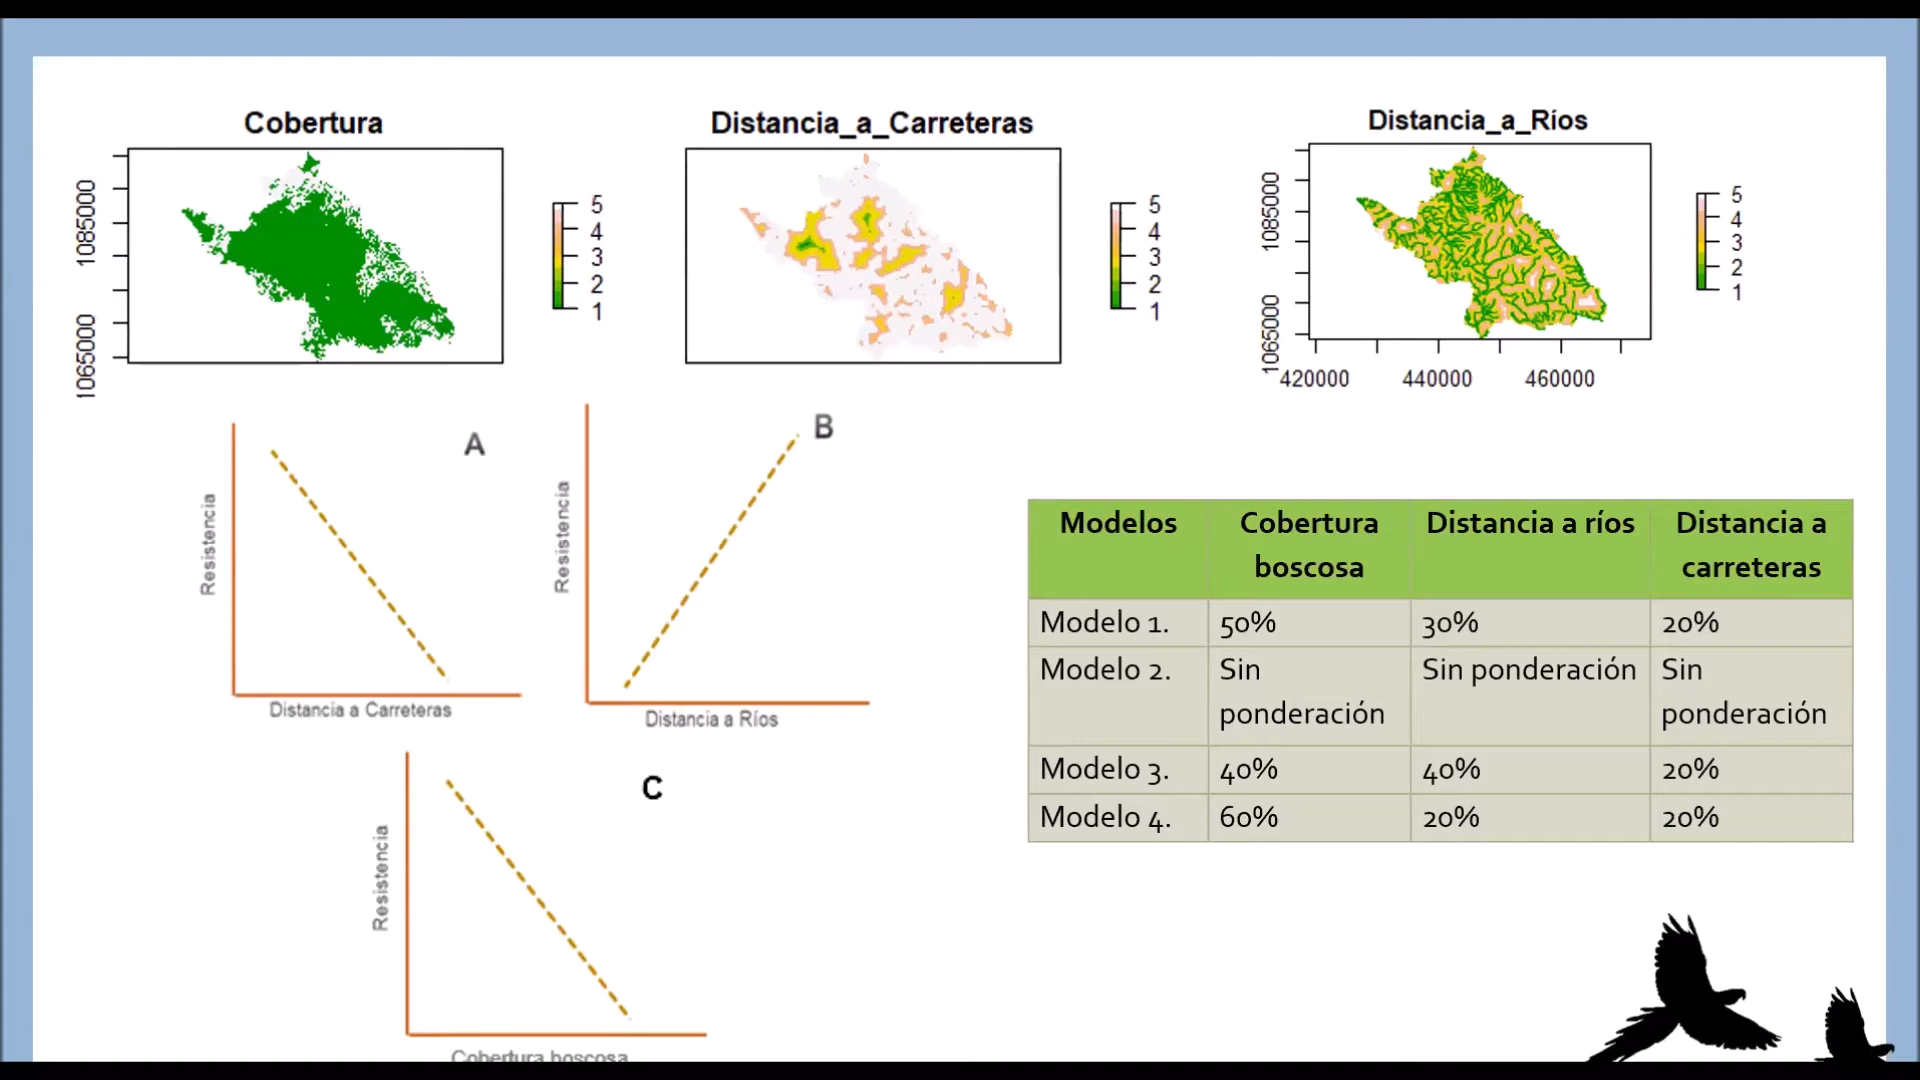 Cobertura
1085000
1065000
5
4
3
2
1
Distancia_a_Carreteras
5
4
3
2
1
Distancia_a_Ríos
1085000
1065000
420000 440000 460000
5
4
3
2
1
A
Resistencia
Distancia a Carreteras
B
Resistencia
Distancia a Ríos
C
Resistencia
Cobertura boscosa
Modelos Cobertura boscosa Distancia a ríos Distancia a carreteras
Modelo 1. 50% 30% 20%
Modelo 2. Sin ponderación Sin ponderación Sin ponderación
Modelo 3. 40% 40% 20%
Modelo 4. 60% 20% 20%